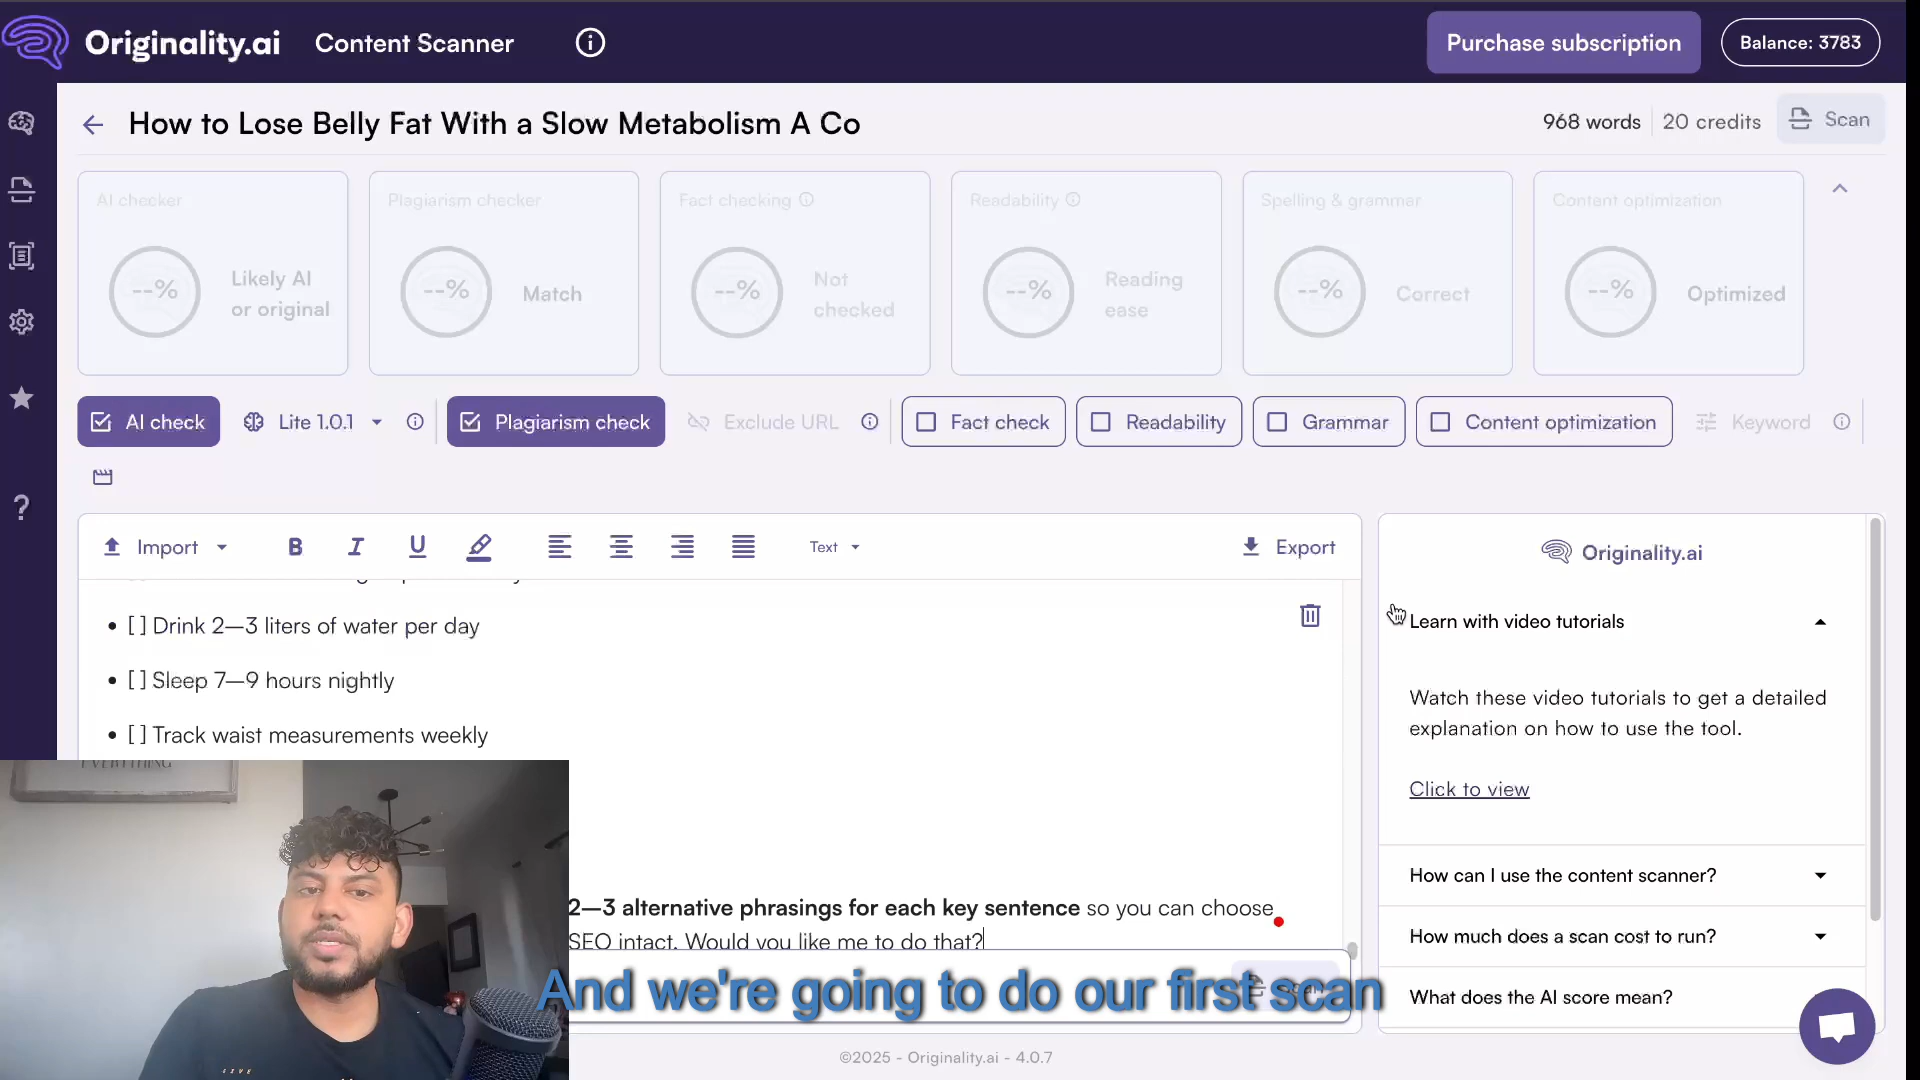 Originality.ai
Content Scanner
Purchase subscription
Balance: 3783
How to Lose Belly Fat With a Slow Metabolism A Co
968 words
20 credits
Scan
AI checker
Plagiarism checker
Fact checking
Readability
Spelling & grammar
Content optimization
--%
Likely AI
or original
--%
Match
--%
Not
checked
--%
Reading
ease
--%
Correct
--%
Optimized
AI check
Lite 1.0.1
Plagiarism check
Exclude URL
Fact check
Readability
Grammar
Content optimization
Keyword
Import
B
I
U
Text
Export
Originality.ai
• [ ] Drink 2–3 liters of water per day
• [ ] Sleep 7–9 hours nightly
• [ ] Track waist measurements weekly
Learn with video tutorials
Watch these video tutorials to get a detailed
explanation on how to use the tool.
Click to view
How can I use the content scanner?
How much does a scan cost to run?
What does the AI score mean?
EVERYTHING
2–3 alternative phrasings for each key sentence so you can choose
SEO intact. Would you like me to do that?
And we're going to do our first scan
LIVE
©2025 - Originality.ai - 4.0.7